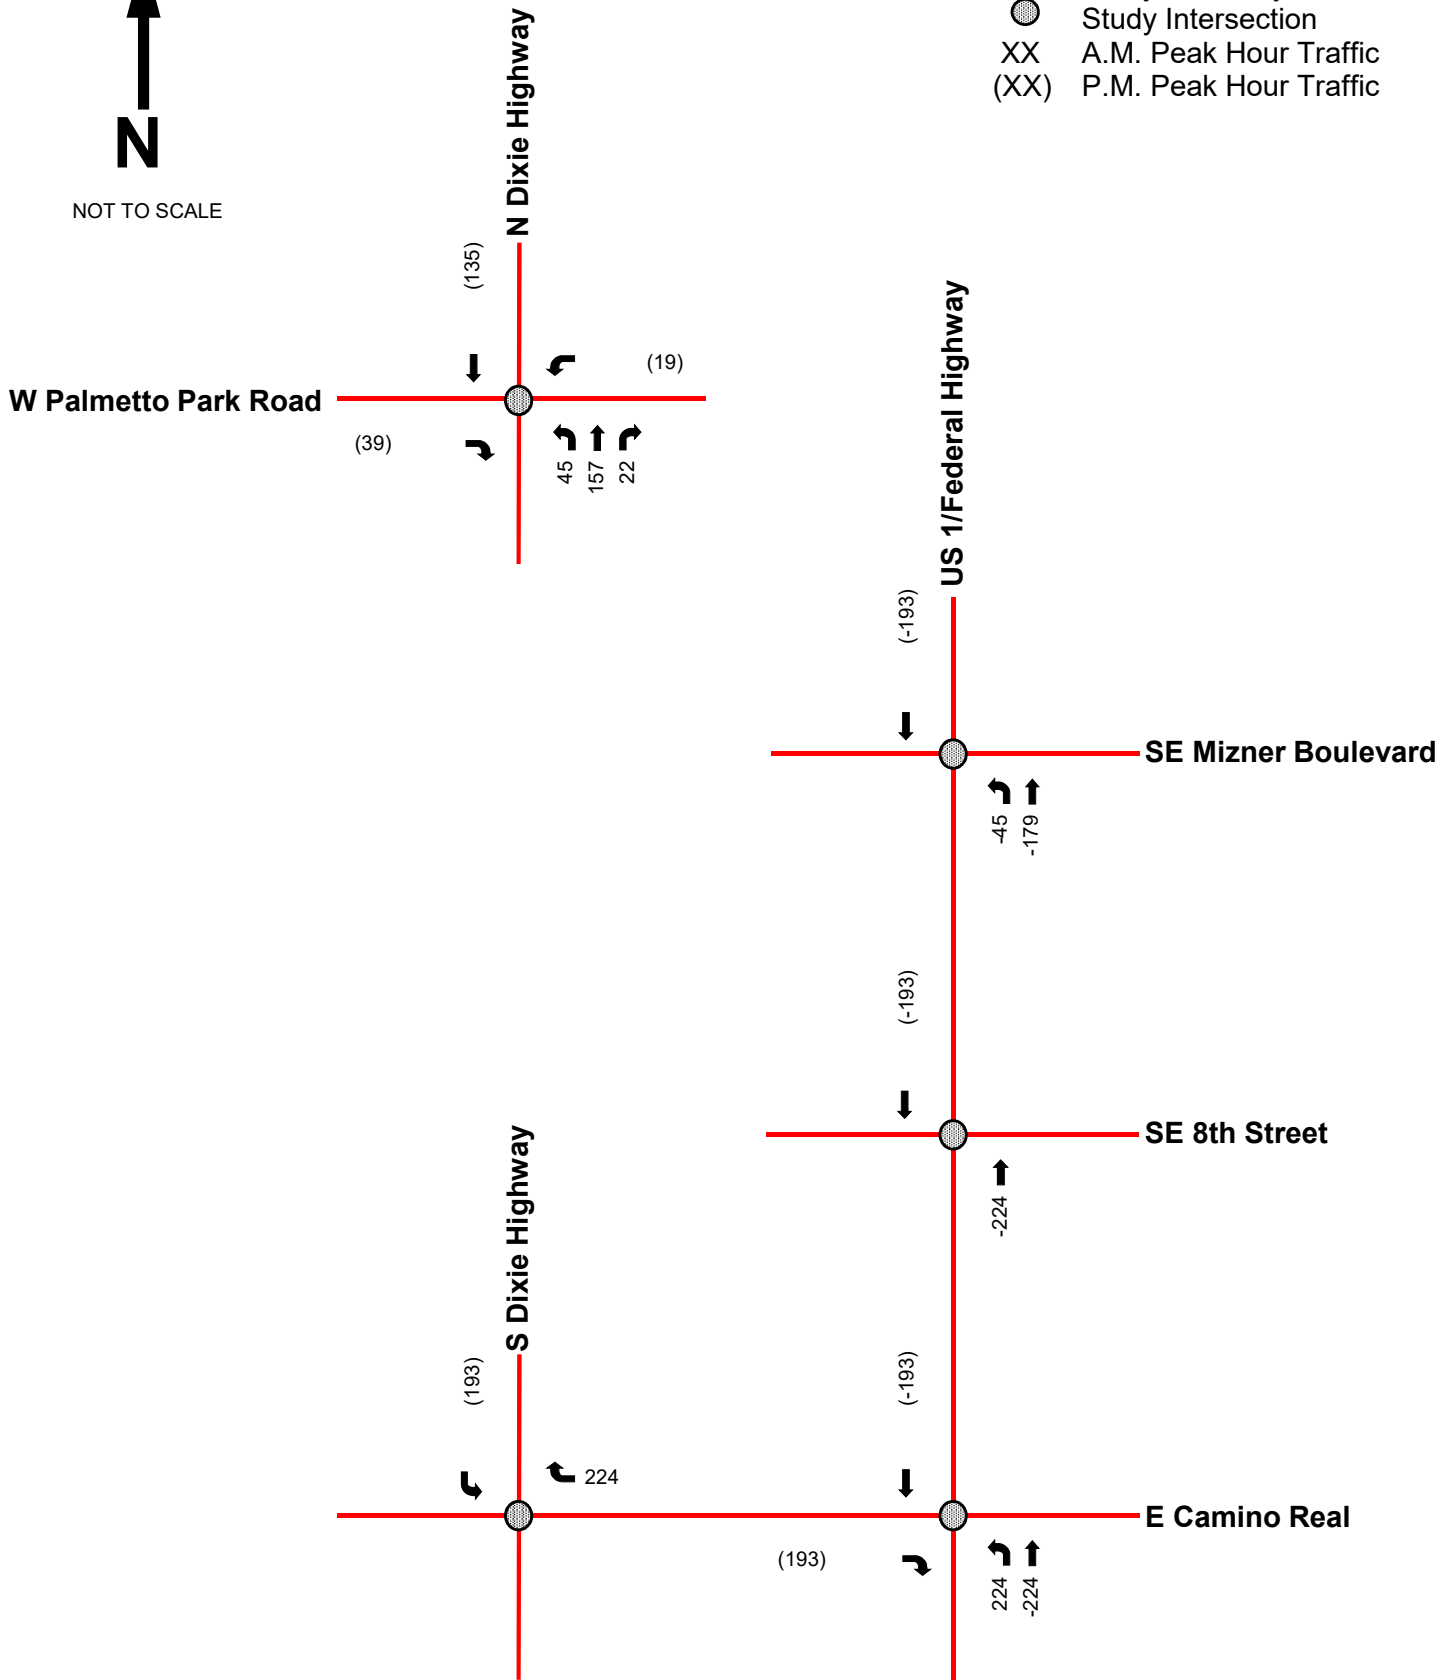 Study Intersection
XX A.M. Peak Hour Traffic
(XX) P.M. Peak Hour Traffic
N
NOT TO SCALE
N Dixie Highway
(135)
(19)
W Palmetto Park Road
(39)
45
157
22
US 1/Federal Highway
(-193)
SE Mizner Boulevard
-45
-179
(-193)
SE 8th Street
-224
S Dixie Highway
(193)
(-193)
224
E Camino Real
(193)
224
-224